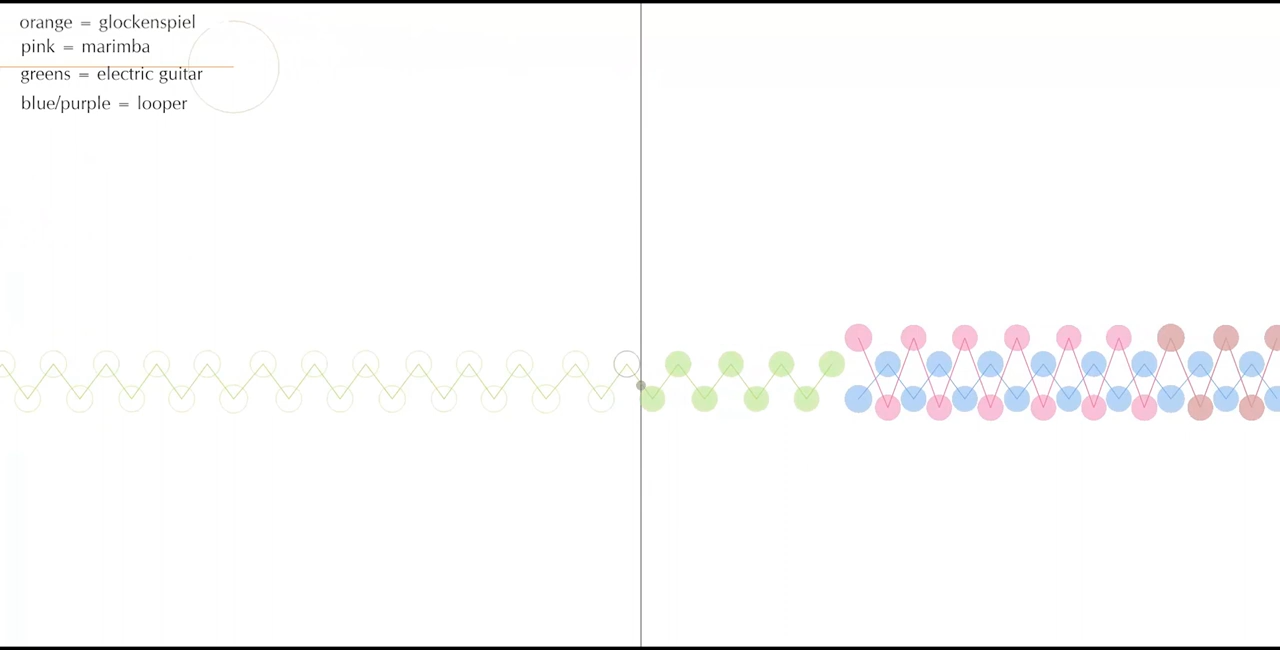 orange = glockenspiel
pink = marimba
greens = electric guitar
blue/purple = looper